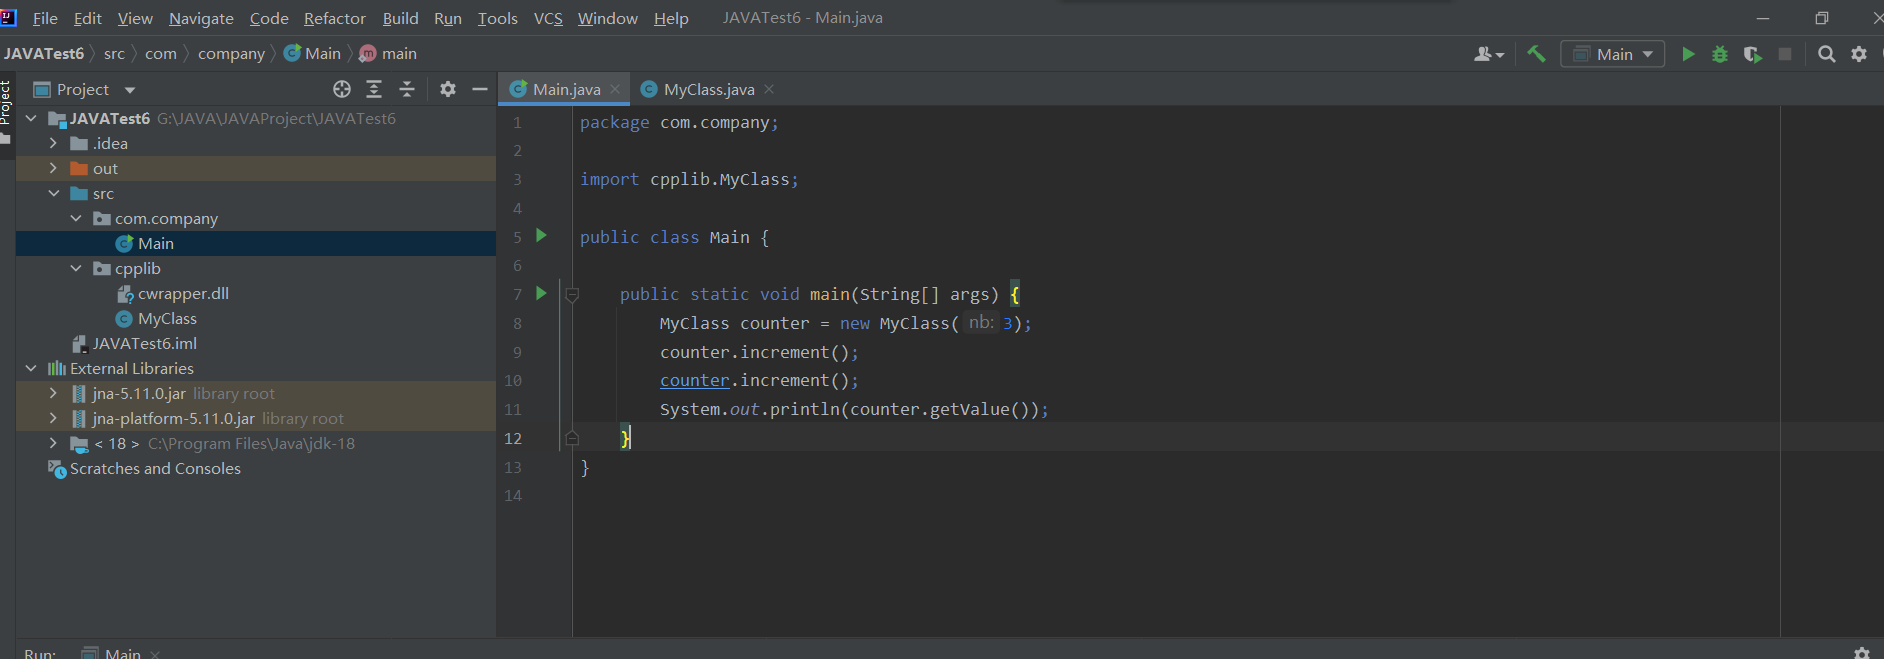 File Edit View Navigate Code Refactor Build Run Tools VCS Window Help JAVATest6 - Main.java
JAVATest6 src com company Main main
Main
Project
Project
JAVATest6 G:\JAVA\JAVAProject\JAVATest6
.idea
out
src
com.company
Main
cpplib
cwrapper.dll
MyClass
JAVATest6.iml
External Libraries
jna-5.11.0.jar library root
jna-platform-5.11.0.jar library root
< 18 > C:\Program Files\Java\jdk-18
Scratches and Consoles
Main.java MyClass.java
1 package com.company;
2
3 import cpplib.MyClass;
4
5 public class Main {
6
7 public static void main(String[] args) {
8 MyClass counter = new MyClass( nb: 3);
9 counter.increment();
10 counter.increment();
11 System.out.println(counter.getValue());
12 }
13 }
14
Run: Main